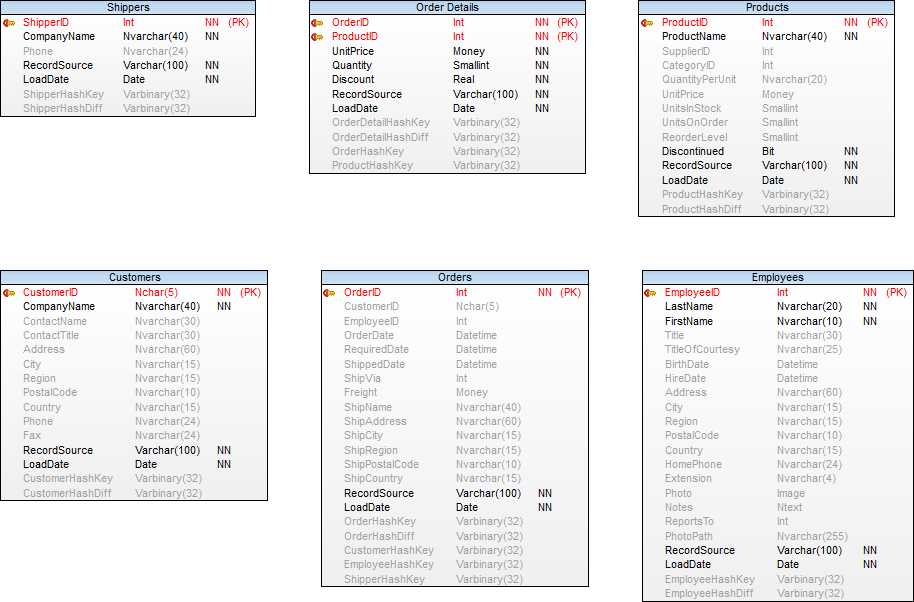 Shippers
ShipperID Int NN (PK)
CompanyName Nvarchar(40) NN
Phone Nvarchar(24)
RecordSource Varchar(100) NN
LoadDate Date NN
ShipperHashKey Varbinary(32)
ShipperHashDiff Varbinary(32)
Order Details
OrderID Int NN (PK)
ProductID Int NN (PK)
UnitPrice Money NN
Quantity Smallint NN
Discount Real NN
RecordSource Varchar(100) NN
LoadDate Date NN
OrderDetailHashKey Varbinary(32)
OrderDetailHashDiff Varbinary(32)
OrderHashKey Varbinary(32)
ProductHashKey Varbinary(32)
Products
ProductID Int NN (PK)
ProductName Nvarchar(40) NN
SupplierID Int
CategoryID Int
QuantityPerUnit Nvarchar(20)
UnitPrice Money
UnitsInStock Smallint
UnitsOnOrder Smallint
ReorderLevel Smallint
Discontinued Bit NN
RecordSource Varchar(100) NN
LoadDate Date NN
ProductHashKey Varbinary(32)
ProductHashDiff Varbinary(32)
Customers
CustomerID Nchar(5) NN (PK)
CompanyName Nvarchar(40) NN
ContactName Nvarchar(30)
ContactTitle Nvarchar(30)
Address Nvarchar(60)
City Nvarchar(15)
Region Nvarchar(15)
PostalCode Nvarchar(10)
Country Nvarchar(15)
Phone Nvarchar(24)
Fax Nvarchar(24)
RecordSource Varchar(100) NN
LoadDate Date NN
CustomerHashKey Varbinary(32)
CustomerHashDiff Varbinary(32)
Orders
OrderID Int NN (PK)
CustomerID Nchar(5)
EmployeeID Int
OrderDate Datetime
RequiredDate Datetime
ShippedDate Datetime
ShipVia Int
Freight Money
ShipName Nvarchar(40)
ShipAddress Nvarchar(60)
ShipCity Nvarchar(15)
ShipRegion Nvarchar(15)
ShipPostalCode Nvarchar(10)
ShipCountry Nvarchar(15)
RecordSource Varchar(100) NN
LoadDate Date NN
OrderHashKey Varbinary(32)
OrderHashDiff Varbinary(32)
CustomerHashKey Varbinary(32)
EmployeeHashKey Varbinary(32)
ShipperHashKey Varbinary(32)
Employees
EmployeeID Int NN (PK)
LastName Nvarchar(20) NN
FirstName Nvarchar(10) NN
Title Nvarchar(30)
TitleOfCourtesy Nvarchar(25)
BirthDate Datetime
HireDate Datetime
Address Nvarchar(60)
City Nvarchar(15)
Region Nvarchar(15)
PostalCode Nvarchar(10)
Country Nvarchar(15)
HomePhone Nvarchar(24)
Extension Nvarchar(4)
Photo Image
Notes Ntext
ReportsTo Int
PhotoPath Nvarchar(255)
RecordSource Varchar(100) NN
LoadDate Date NN
EmployeeHashKey Varbinary(32)
EmployeeHashDiff Varbinary(32)